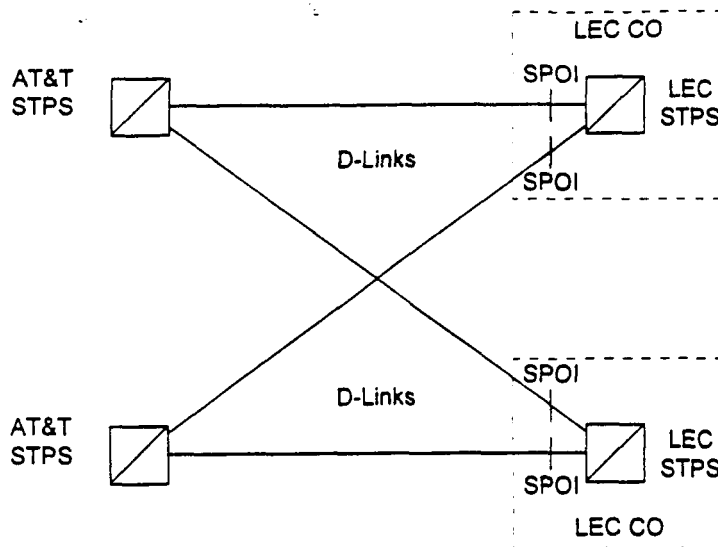 LEC CO
AT&T
STPS
SPOI
LEC
STPS
D-Links
SPOI
SPOI
D-Links
AT&T
STPS
LEC
STPS
SPOI
LEC CO